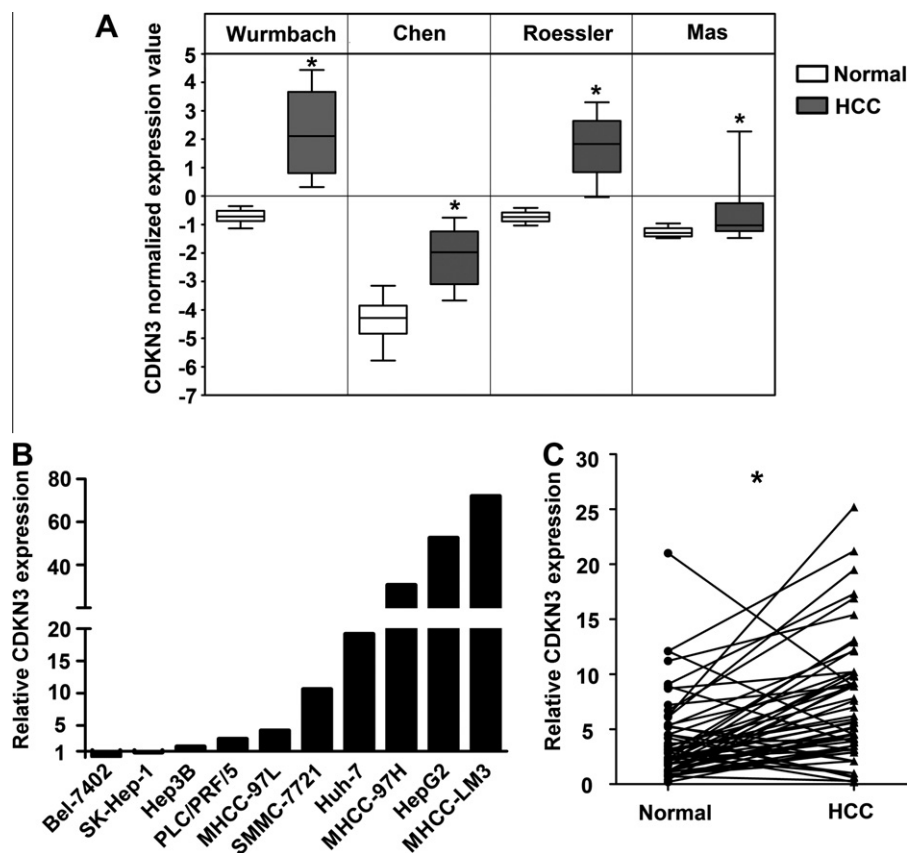 A
Wurmbach Chen Roessler Mas
CDKN3 normalized expression value
5
4
3
2
1
0
-1
-2
-3
-4
-5
-6
-7
* * * *
Normal
HCC
B
Relative CDKN3 expression
80
60
40
20
15
10
5
1
Bel-7402
SK-Hep-1
Hep3B
PLC/PRF/5
MHCC-97L
SMMC-7721
Huh-7
MHCC-97H
HepG2
MHCC-LM3
C
Relative CDKN3 expression
30
25
20
15
10
5
0
*
Normal HCC